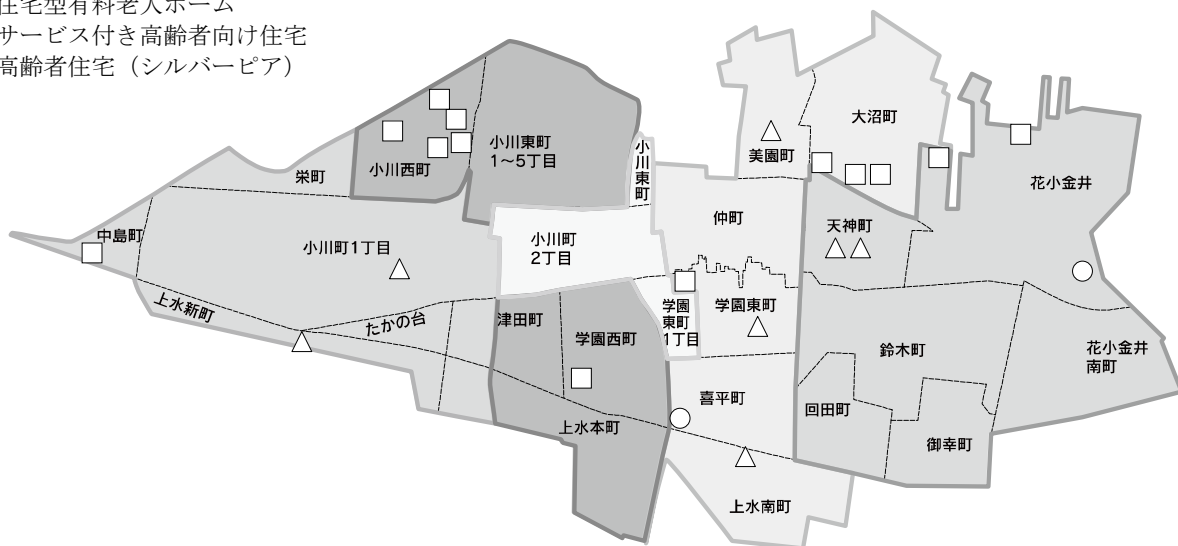 住宅型有料老人ホーム
サービス付き高齢者向け住宅
高齢者住宅（シルバーピア）
大沼町
小川東町
1～5丁目
美園町
小川東町
小川西町
栄町
花小金井
仲町
天神町
中島町
小川町1丁目
小川町
2丁目
上水新町
たかの台
津田町
学園
東町
1丁目
学園東町
学園西町
鈴木町
花小金井
南町
喜平町
回田町
上水本町
御幸町
上水南町